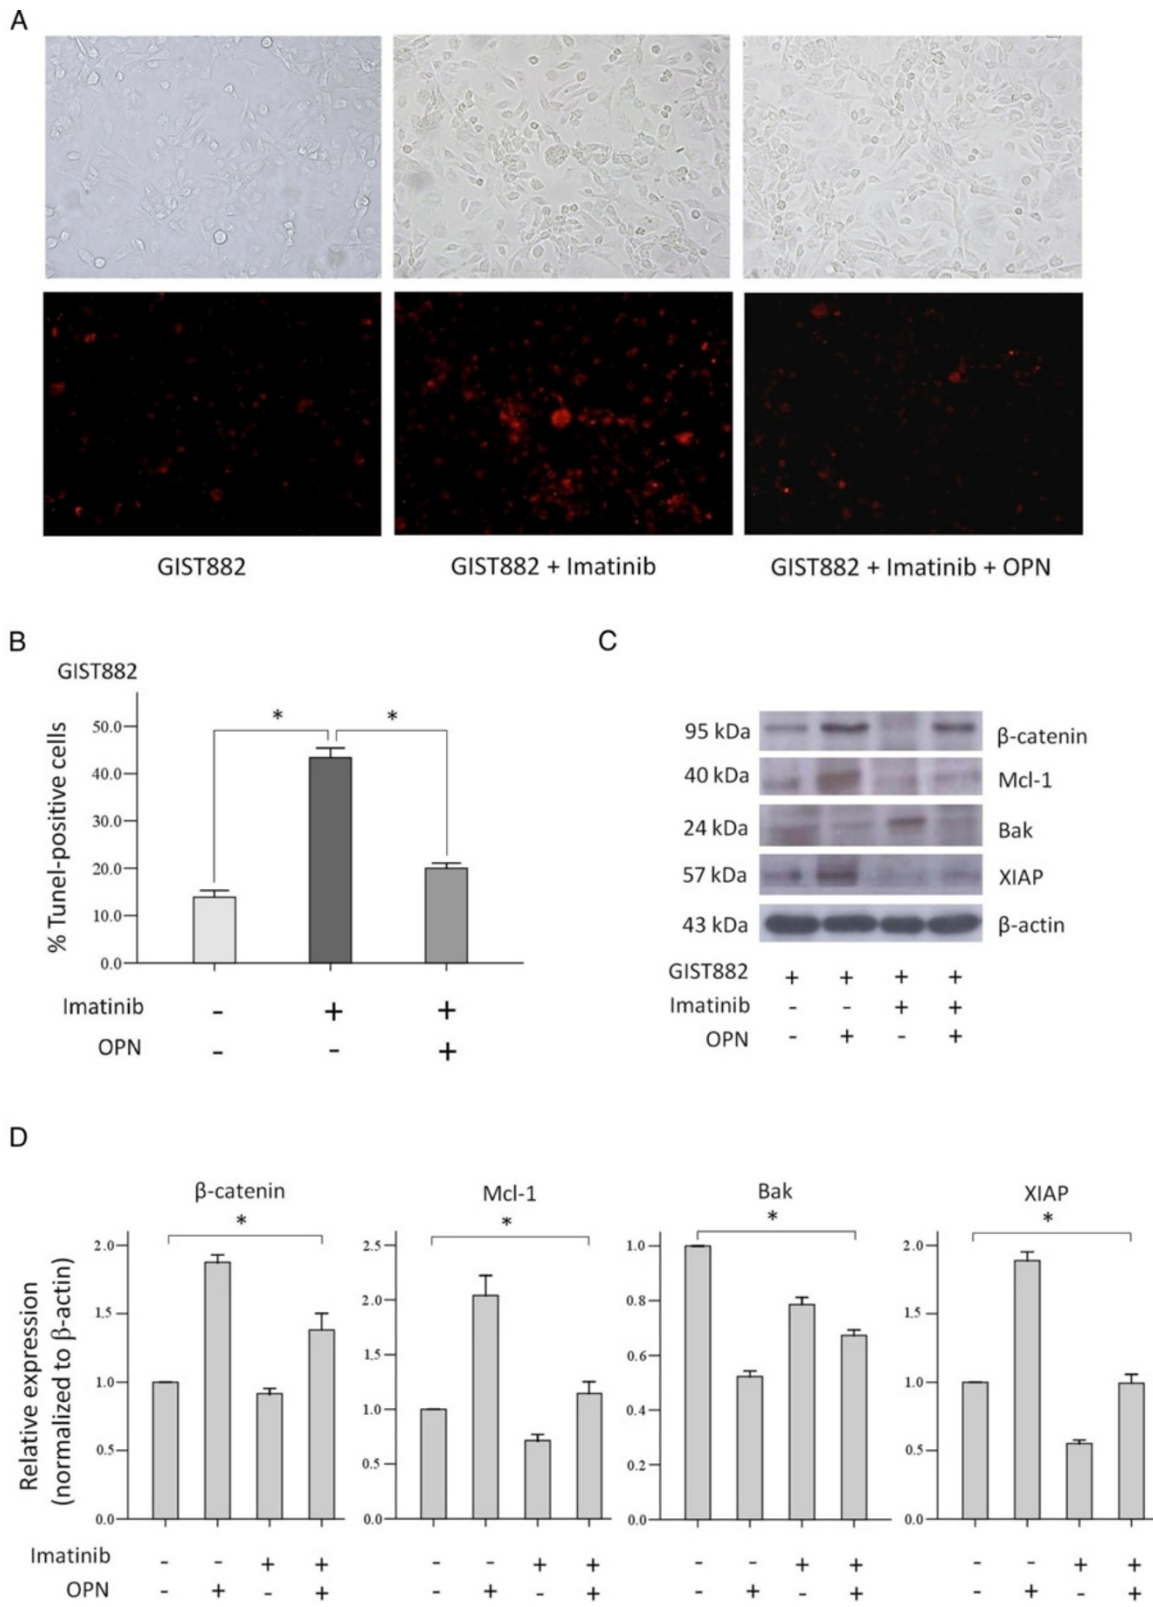 A
GIST882
GIST882 + Imatinib
GIST882 + Imatinib + OPN
B
GIST882
% Tunel-positive cells
50.0
40.0
30.0
20.0
10.0
0.0
* *
Imatinib - + +
OPN - - +
C
95 kDa β-catenin
40 kDa Mcl-1
24 kDa Bak
57 kDa XIAP
43 kDa β-actin
GIST882 + + + +
Imatinib - - + +
OPN - + - +
D
Relative expression
(normalized to β-actin)
β-catenin
*
2.0
1.5
1.0
0.5
0.0
Mcl-1
*
2.5
2.0
1.5
1.0
0.5
0.0
Bak
*
1.0
0.8
0.6
0.4
0.2
0.0
XIAP
*
2.0
1.5
1.0
0.5
0.0
Imatinib - - + + - - + + - - + + - - + +
OPN - + - + - + - + - + - + - + - +